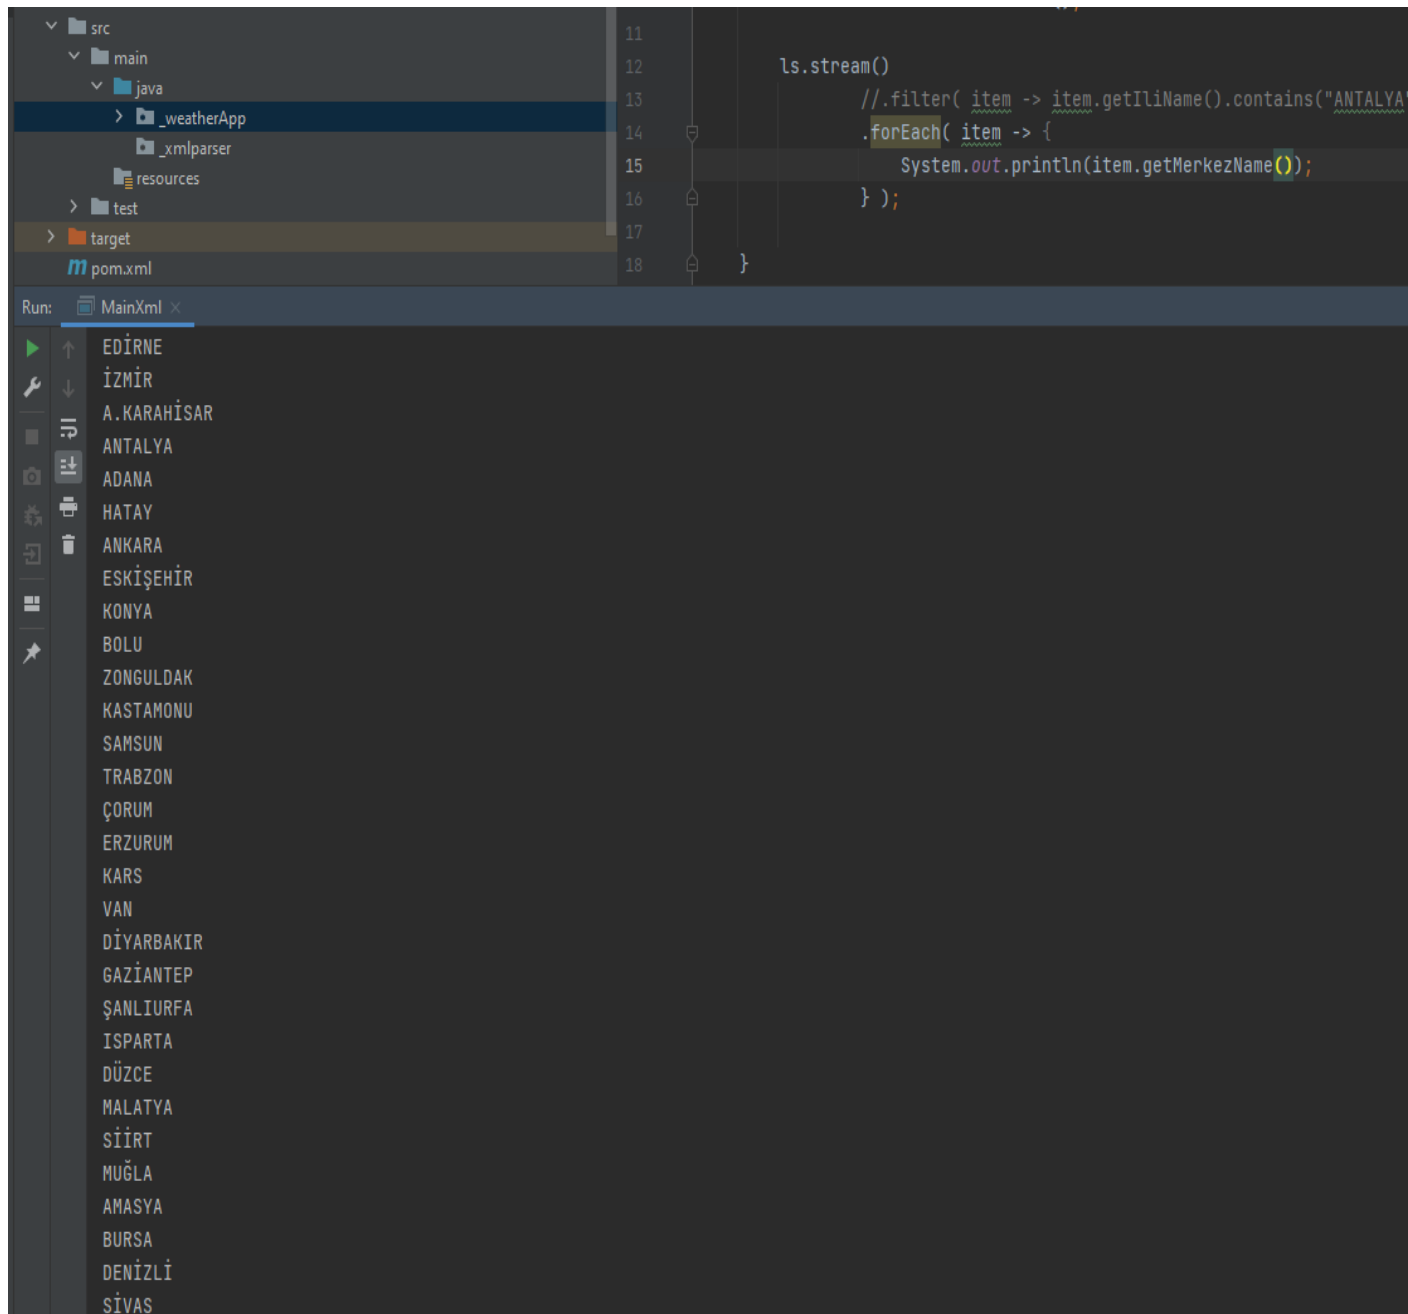 src
main
java
_weatherApp
_xmlparser
resources
test
target
pom.xml
11
12 ls.stream()
13 //.filter( item -> item.getIliName().contains("ANTALYA"
14 .forEach( item -> {
15 System.out.println(item.getMerkezName());
16 } );
17
18 }
Run: MainXml
EDİRNE
İZMİR
A.KARAHİSAR
ANTALYA
ADANA
HATAY
ANKARA
ESKİŞEHİR
KONYA
BOLU
ZONGULDAK
KASTAMONU
SAMSUN
TRABZON
ÇORUM
ERZURUM
KARS
VAN
DİYARBAKIR
GAZİANTEP
ŞANLIURFA
ISPARTA
DÜZCE
MALATYA
SİİRT
MUĞLA
AMASYA
BURSA
DENİZLİ
SİVAS